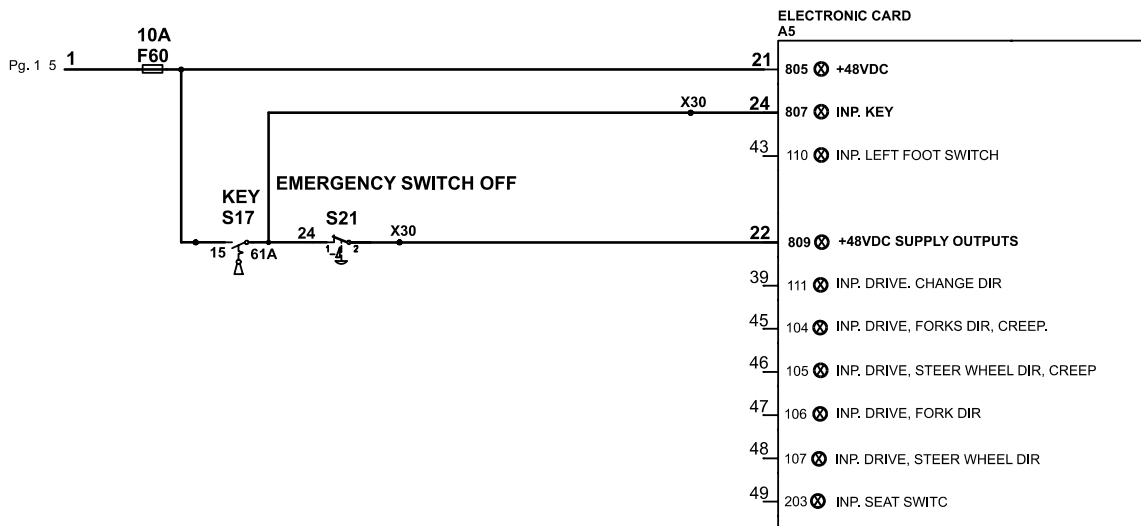 ELECTRONIC CARD
A5
10A
F60
Pg. 1 5 1
21 805 +48VDC
X30 24 807 INP. KEY
43 110 INP. LEFT FOOT SWITCH
EMERGENCY SWITCH OFF
KEY
S17
S21
15 61A 24 1 2 X30
22 809 +48VDC SUPPLY OUTPUTS
39 111 INP. DRIVE. CHANGE DIR
45 104 INP. DRIVE, FORKS DIR, CREEP.
46 105 INP. DRIVE, STEER WHEEL DIR, CREEP
47 106 INP. DRIVE, FORK DIR
48 107 INP. DRIVE, STEER WHEEL DIR
49 203 INP. SEAT SWITC